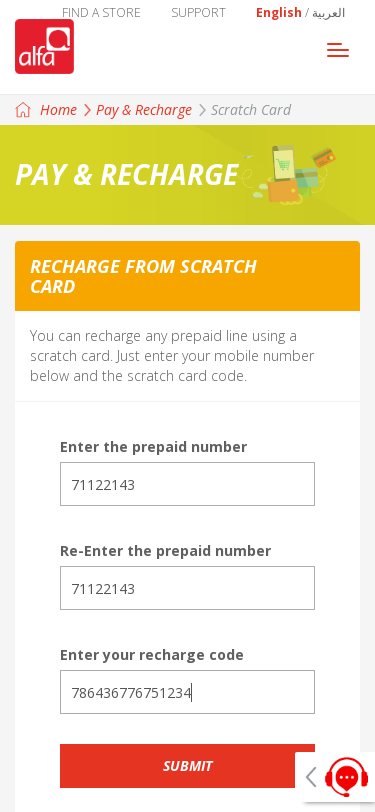 FIND A STORE SUPPORT English / العربية
alfa
Home Pay & Recharge Scratch Card
PAY & RECHARGE
RECHARGE FROM SCRATCH
CARD
You can recharge any prepaid line using a
scratch card. Just enter your mobile number
below and the scratch card code.
Enter the prepaid number
71122143
Re-Enter the prepaid number
71122143
Enter your recharge code
786436776751234
SUBMIT